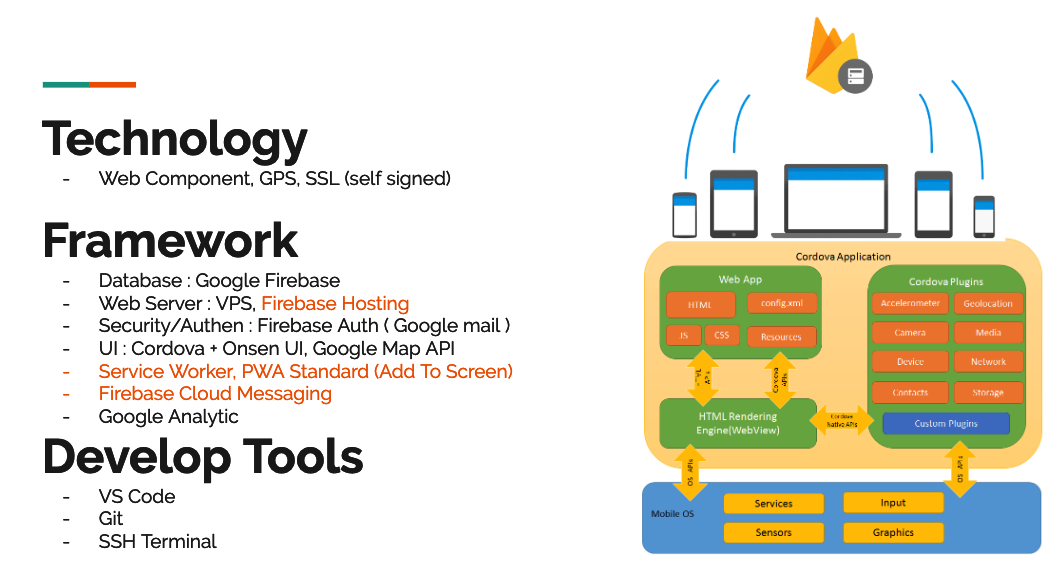 Technology
- Web Component, GPS, SSL (self signed)
Framework
- Database : Google Firebase
- Web Server : VPS, Firebase Hosting
- Security/Authen : Firebase Auth ( Google mail )
- UI : Cordova + Onsen UI, Google Map API
- Service Worker, PWA Standard (Add To Screen)
- Firebase Cloud Messaging
- Google Analytic
Develop Tools
- VS Code
- Git
- SSH Terminal
Cordova Application
Web App
HTML
config.xml
JS
CSS
Resources
Cordova Plugins
Accelerometer
Geolocation
Camera
Media
Device
Network
Contacts
Storage
Custom Plugins
APIs
Cordova
APIs
HTML Rendering
Engine(WebView)
Cordova
Native APIs
OS APIs
OS APIs
Mobile OS
Services
Input
Sensors
Graphics